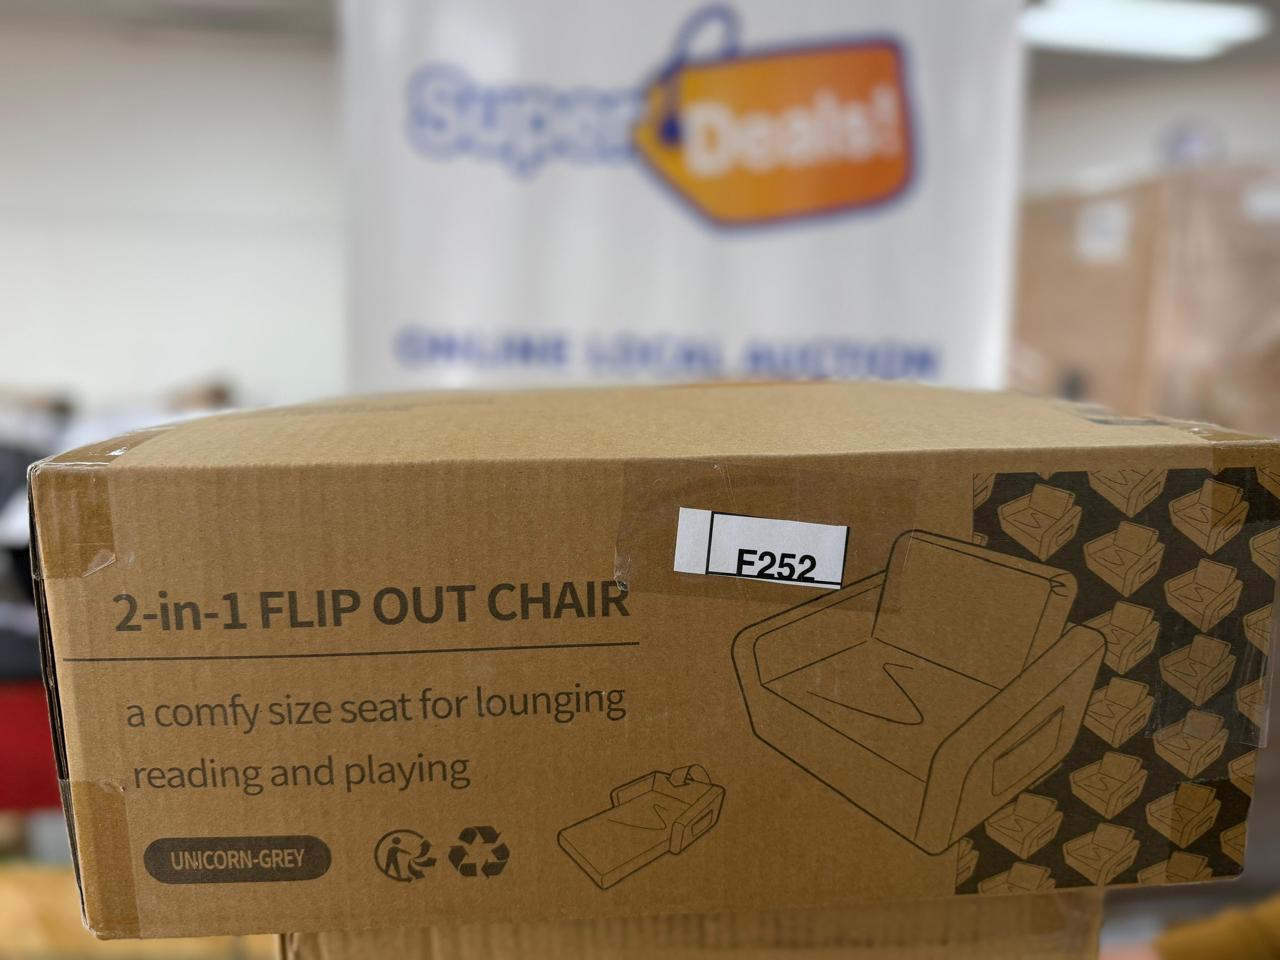 Super Deals!
ONLINE LOCAL AUCTION
F252
2-in-1 FLIP OUT CHAIR
a comfy size seat for lounging
reading and playing
UNICORN-GREY